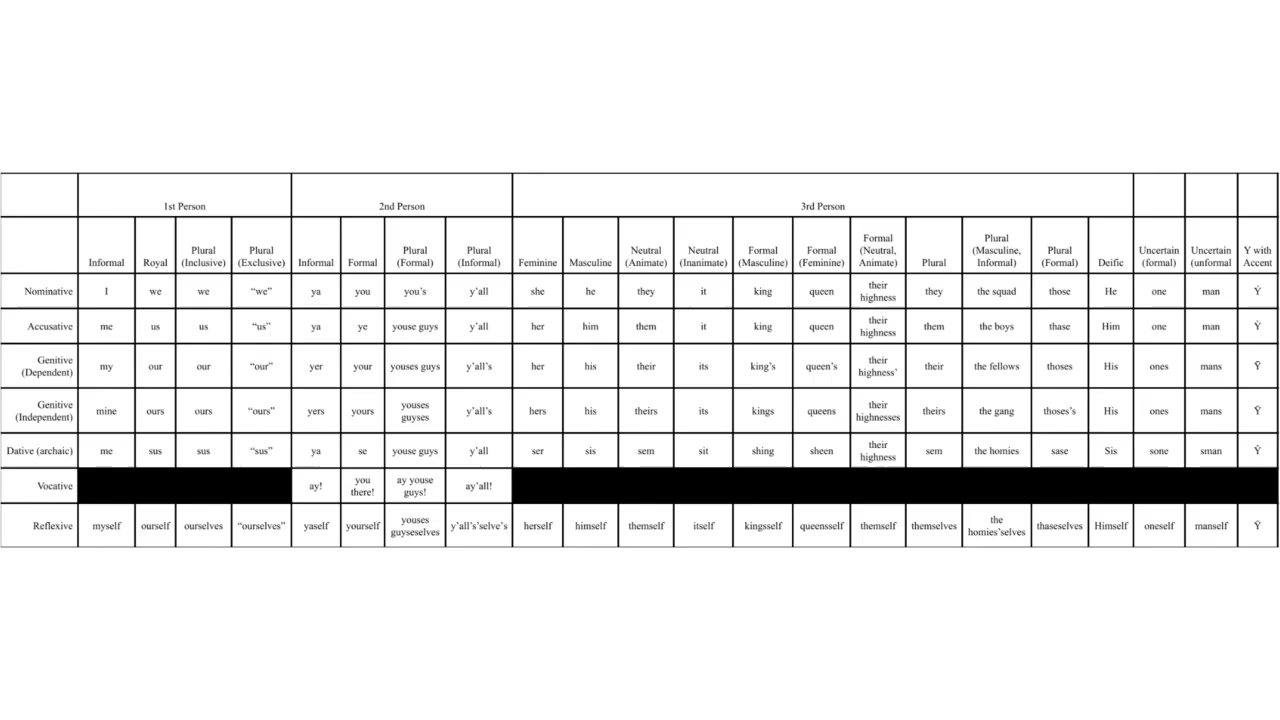 1st Person 2nd Person 3rd Person
Informal Royal Plural (Inclusive) Plural (Exclusive) Informal Formal Plural (Formal) Plural (Informal) Feminine Masculine Neutral (Animate) Neutral (Inanimate) Formal (Masculine) Formal (Feminine) Formal (Neutral, Animate) Plural Plural (Masculine, Informal) Plural (Formal) Deific Uncertain (formal) Uncertain (unformal Y with Accent
Nominative I we we “we” ya you you’s y’all she he they it king queen their highness they the squad those He one man Ẏ
Accusative me us us “us” ya ye youse guys y’all her him them it king queen their highness them the boys thase Him one man Ẏ
Genitive (Dependent) my our our “our” yer your youses guys y’all’s her his their its king’s queen’s their highness’ their the fellows thoses His ones mans
Genitive (Independent) mine ours ours “ours” yers yours youses guyses y’all’s hers his theirs its kings queens their highnesses theirs the gang thoses’s His ones mans
Dative (archaic) me sus sus “sus” ya se youse guys y’all ser sis sem sit shing sheen their highness sem the homies sase Sis sone sman
Vocative ay! you there! ay youse guys! ay’all!
Reflexive myself ourself ourselves “ourselves” yaself yourself youses guyseselves y’all’s’selve’s herself himself themself itself kingsself queensself themself themselves the homies’selves thaseselves Himself oneself manself